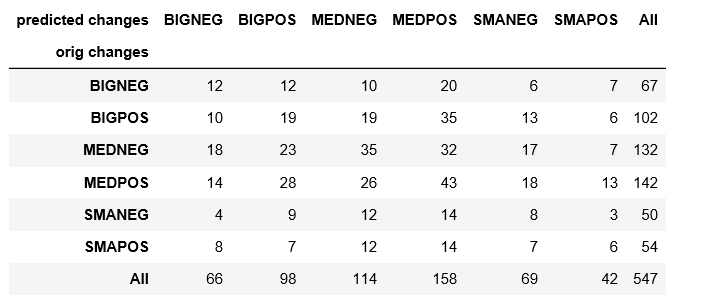 predicted changes BIGNEG BIGPOS MEDNEG MEDPOS SMANEG SMAPOS All
orig changes
BIGNEG 12 12 10 20 6 7 67
BIGPOS 10 19 19 35 13 6 102
MEDNEG 18 23 35 32 17 7 132
MEDPOS 14 28 26 43 18 13 142
SMANEG 4 9 12 14 8 3 50
SMAPOS 8 7 12 14 7 6 54
All 66 98 114 158 69 42 547